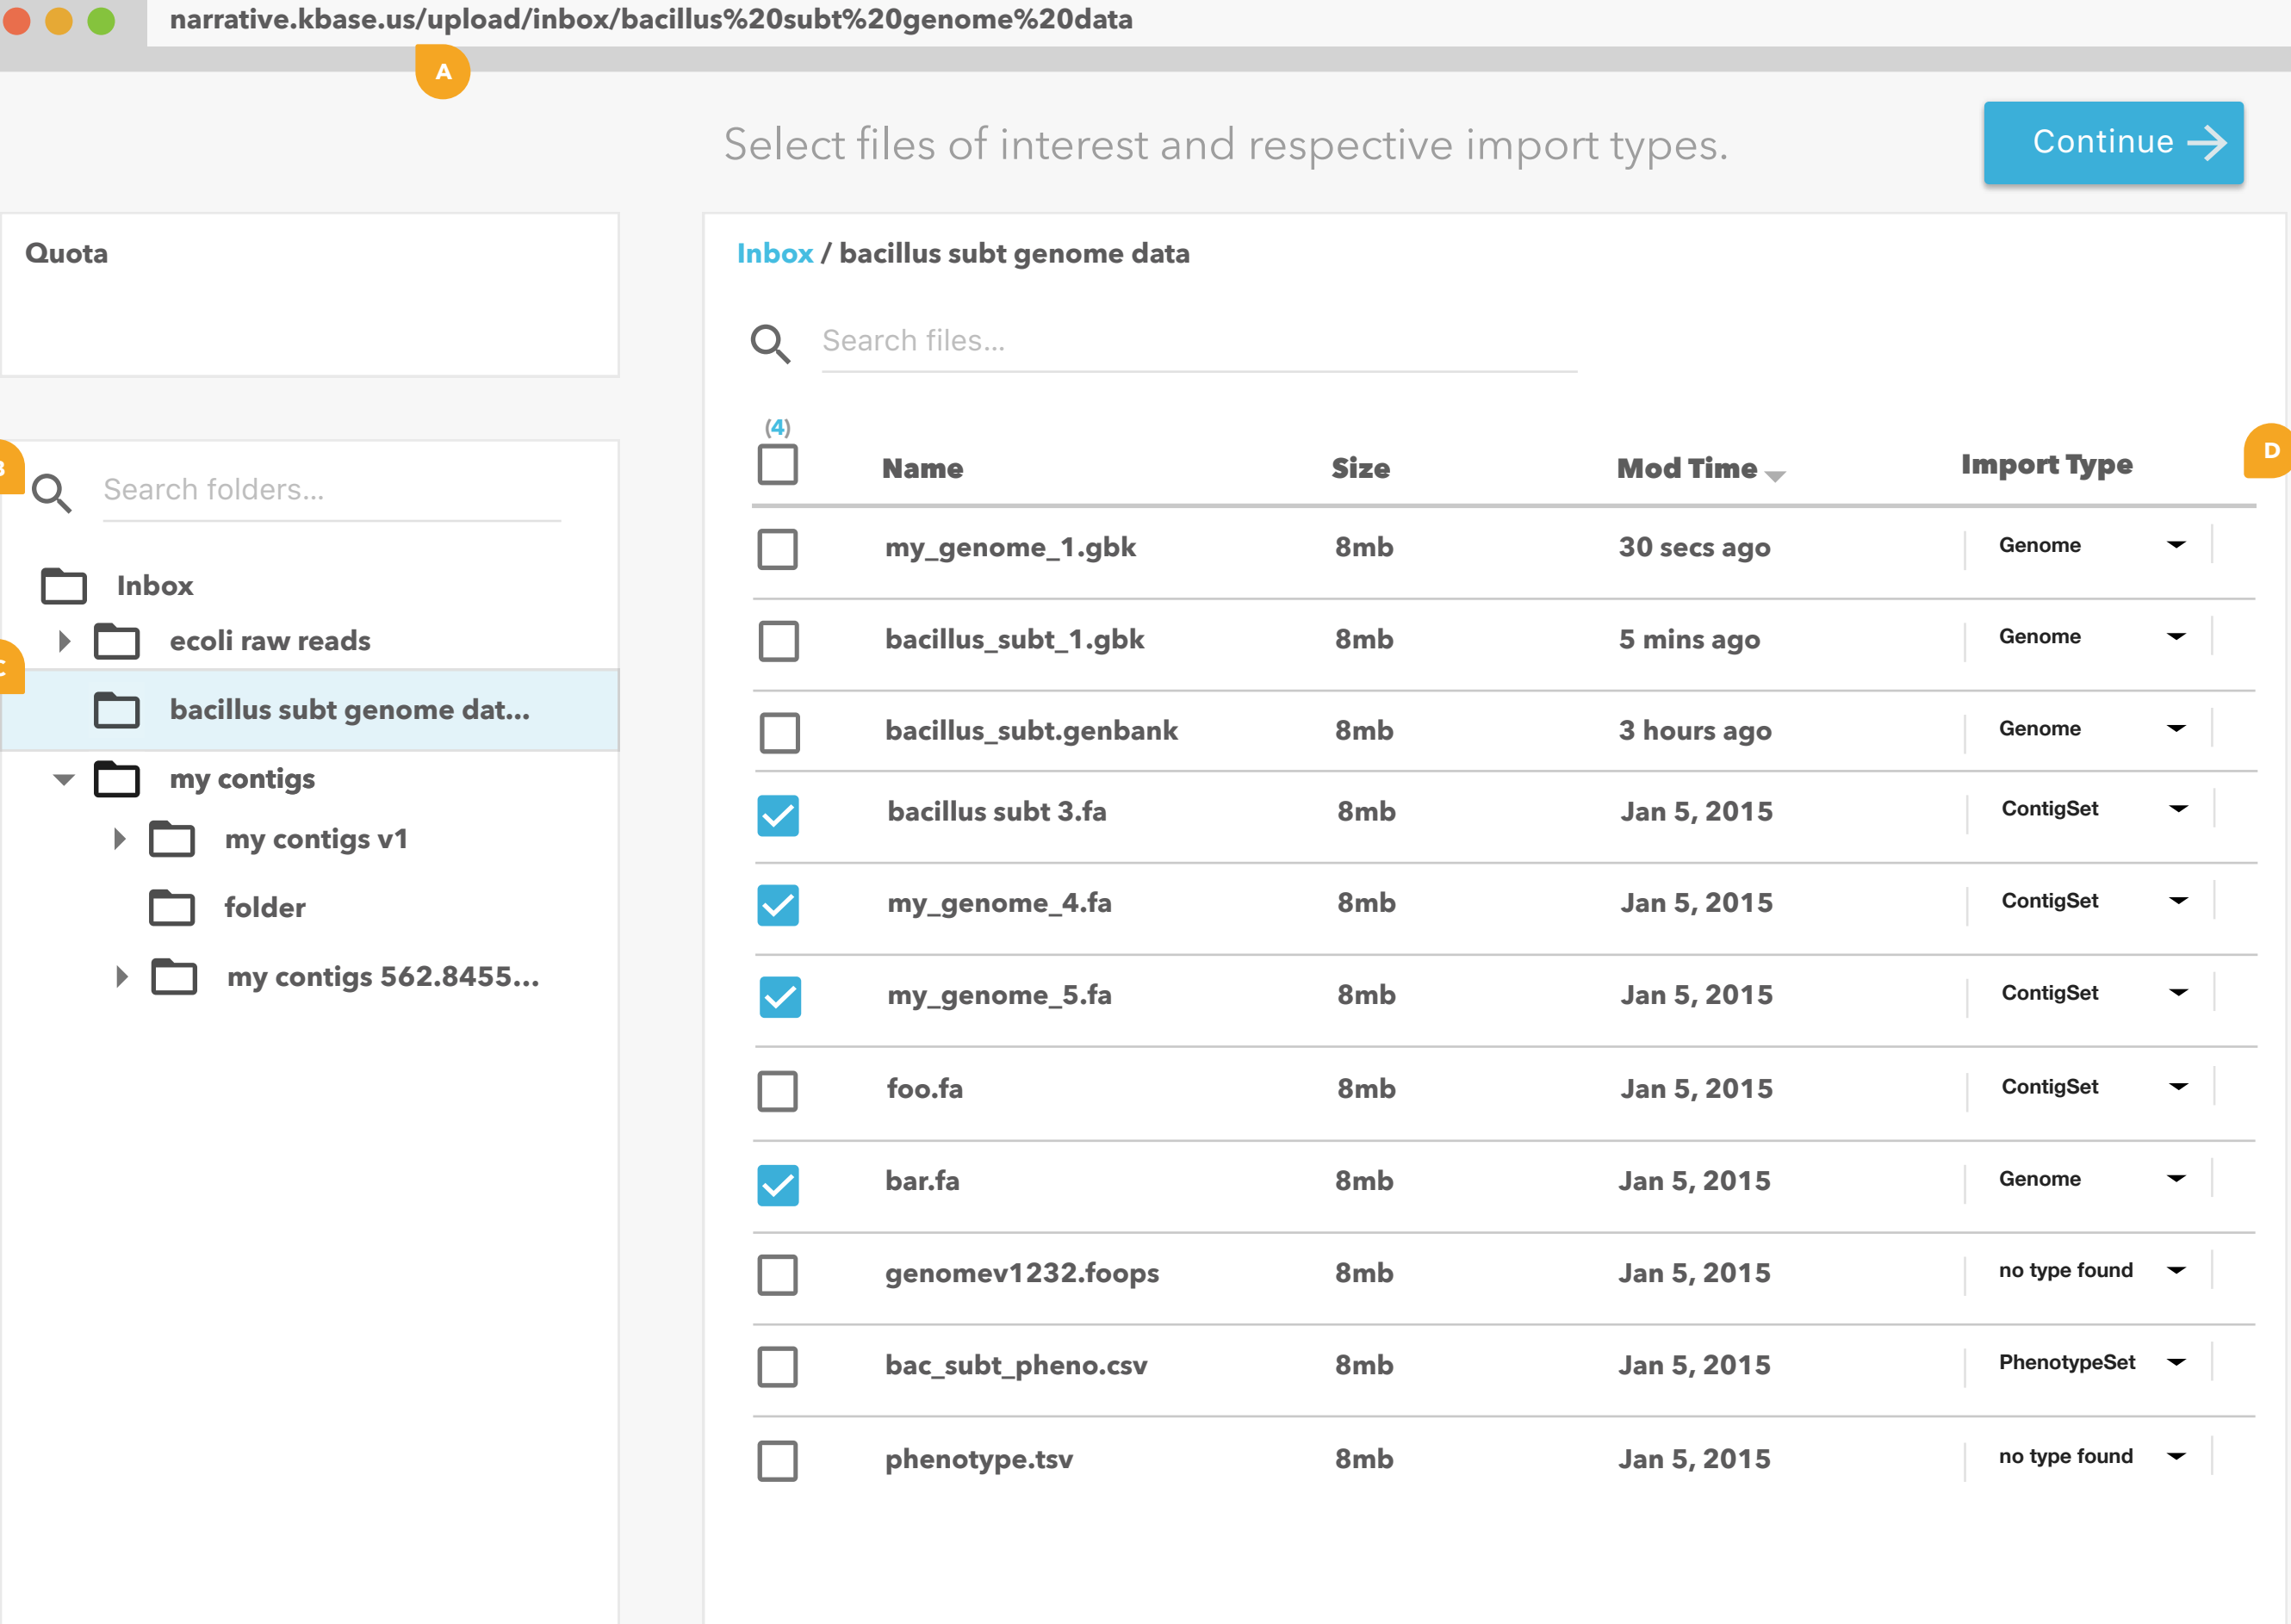 narrative.kbase.us/upload/inbox/bacillus%20subt%20genome%20data
A
Select files of interest and respective import types.
Continue
Quota
Inbox / bacillus subt genome data
Search files...
(4)
Name Size Mod Time Import Type
D
B
Search folders...
Inbox
ecoli raw reads
C
bacillus subt genome dat...
my contigs
my contigs v1
folder
my contigs 562.8455...
my_genome_1.gbk 8mb 30 secs ago Genome
bacillus_subt_1.gbk 8mb 5 mins ago Genome
bacillus_subt.genbank 8mb 3 hours ago Genome
bacillus subt 3.fa 8mb Jan 5, 2015 ContigSet
my_genome_4.fa 8mb Jan 5, 2015 ContigSet
my_genome_5.fa 8mb Jan 5, 2015 ContigSet
foo.fa 8mb Jan 5, 2015 ContigSet
bar.fa 8mb Jan 5, 2015 Genome
genomev1232.foops 8mb Jan 5, 2015 no type found
bac_subt_pheno.csv 8mb Jan 5, 2015 PhenotypeSet
phenotype.tsv 8mb Jan 5, 2015 no type found